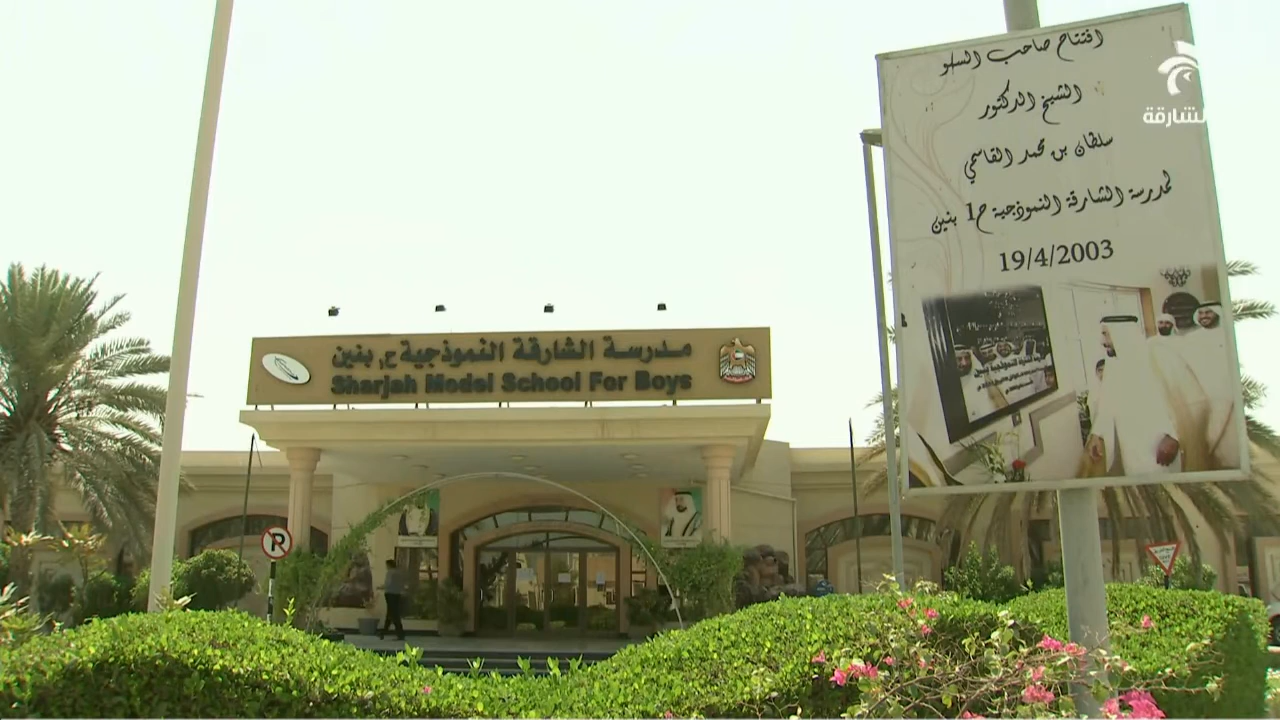 افتتاح صاحب السمو
الشيخ الدكتور
سلطان بن محمد القاسمي
لمدرسة الشارقة النموذجية ح1 بنين
19/4/2003
مدرسة الشارقة النموذجية ح1 بنين
Sharjah Model School For Boys
الشارقة